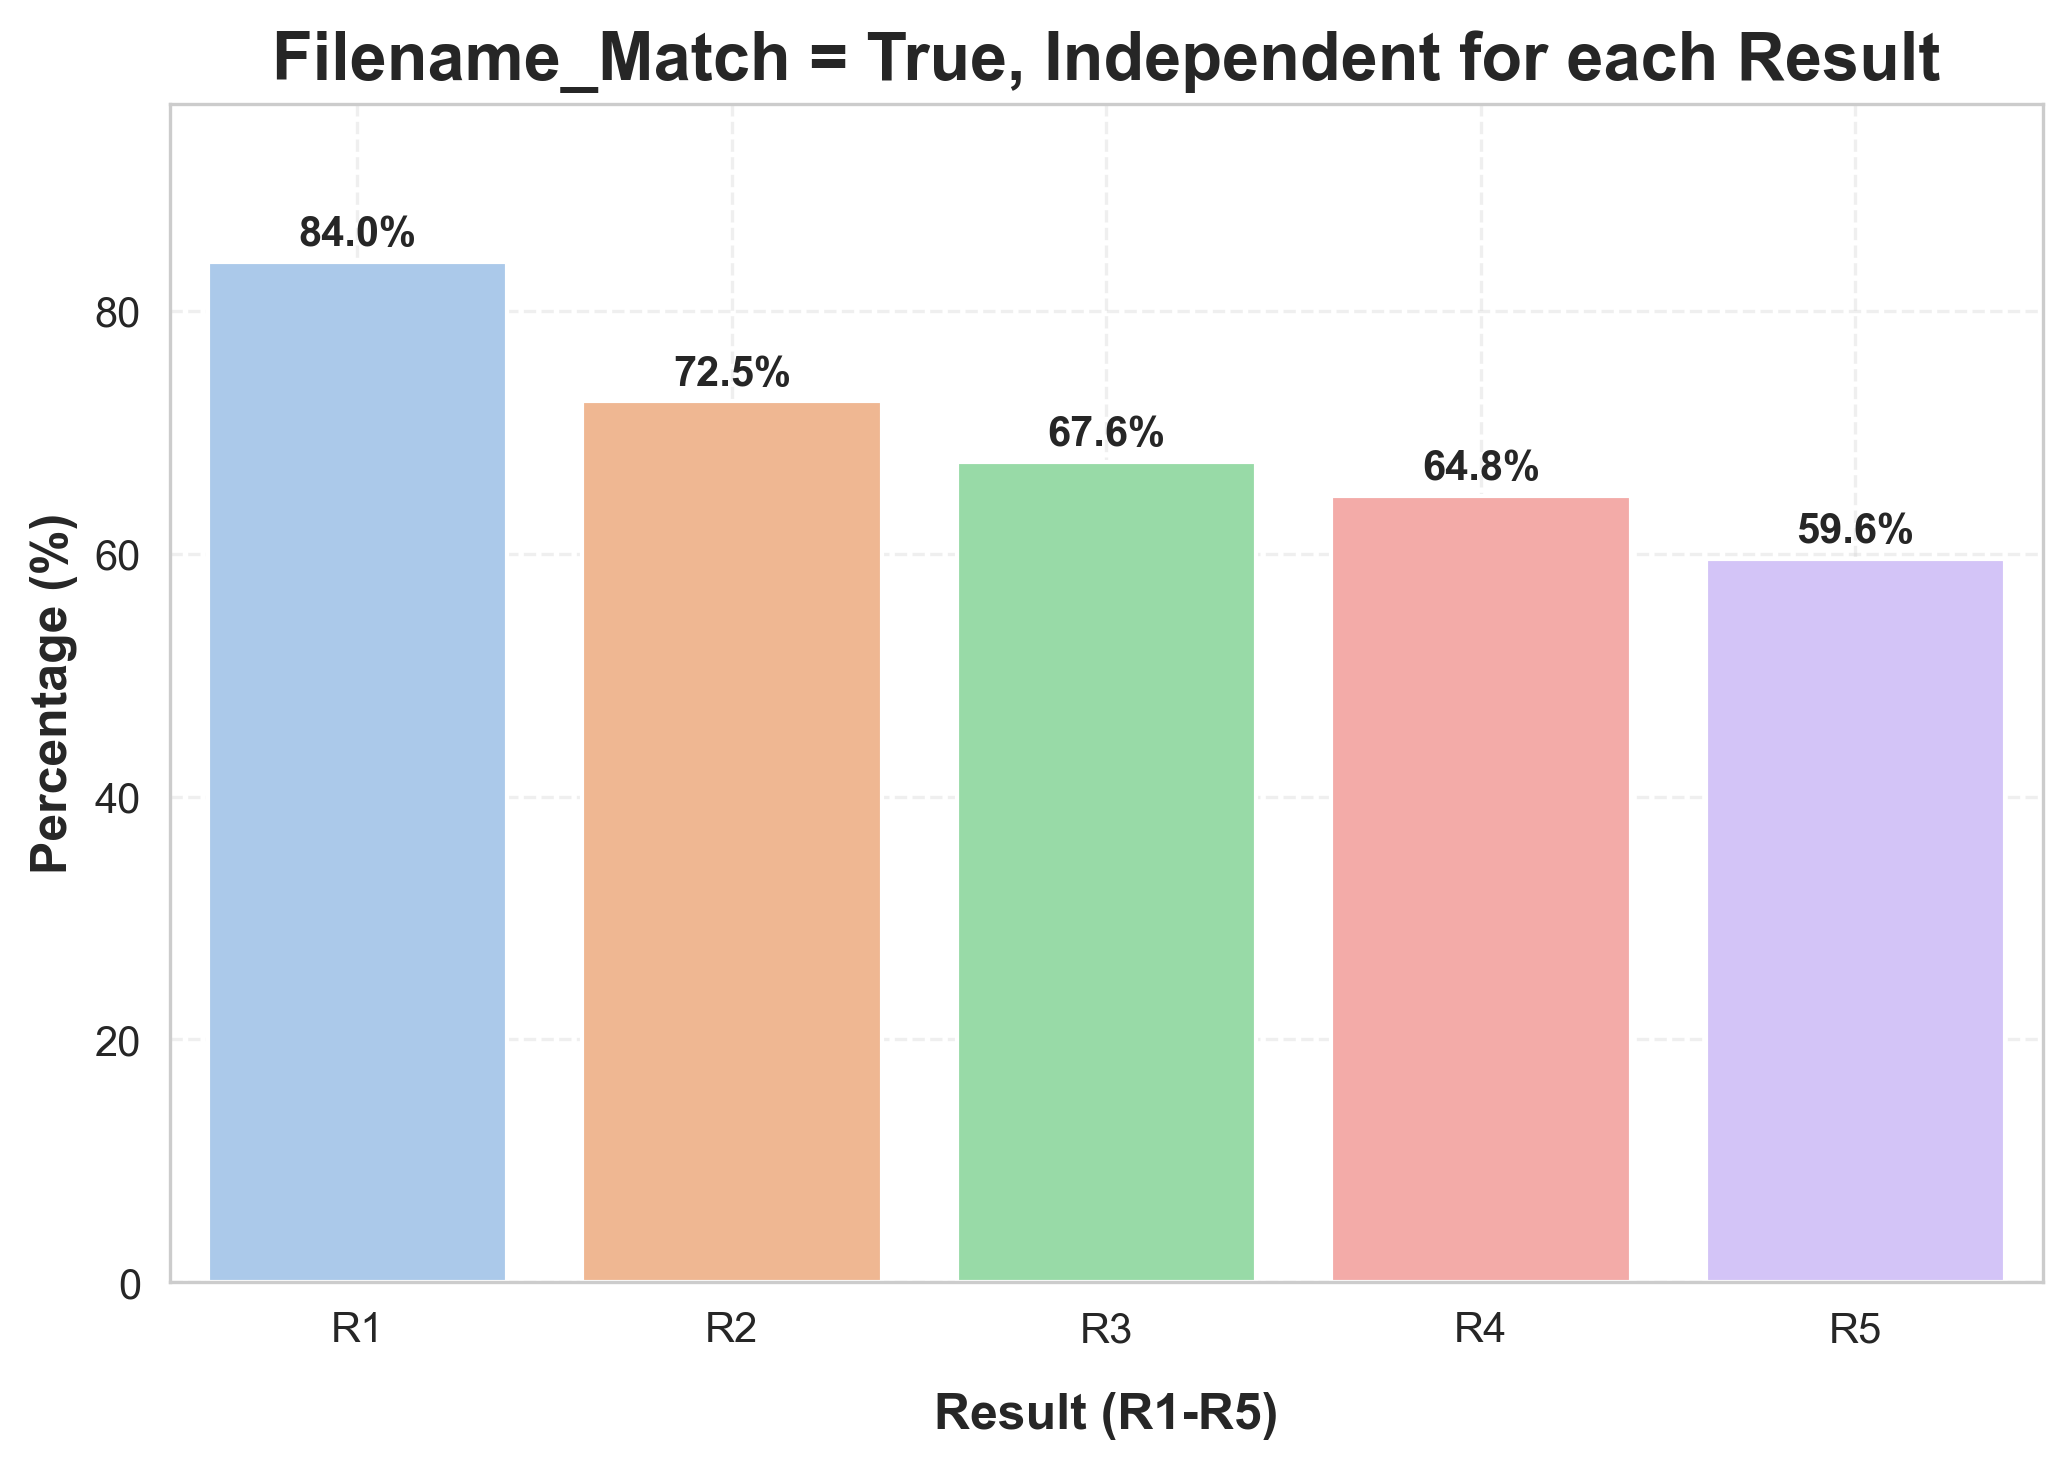 Filename_Match = True, Independent for each Result
84.0%
72.5%
67.6%
64.8%
59.6%
Percentage (%)
80
60
40
20
0
R1 R2 R3 R4 R5
Result (R1-R5)